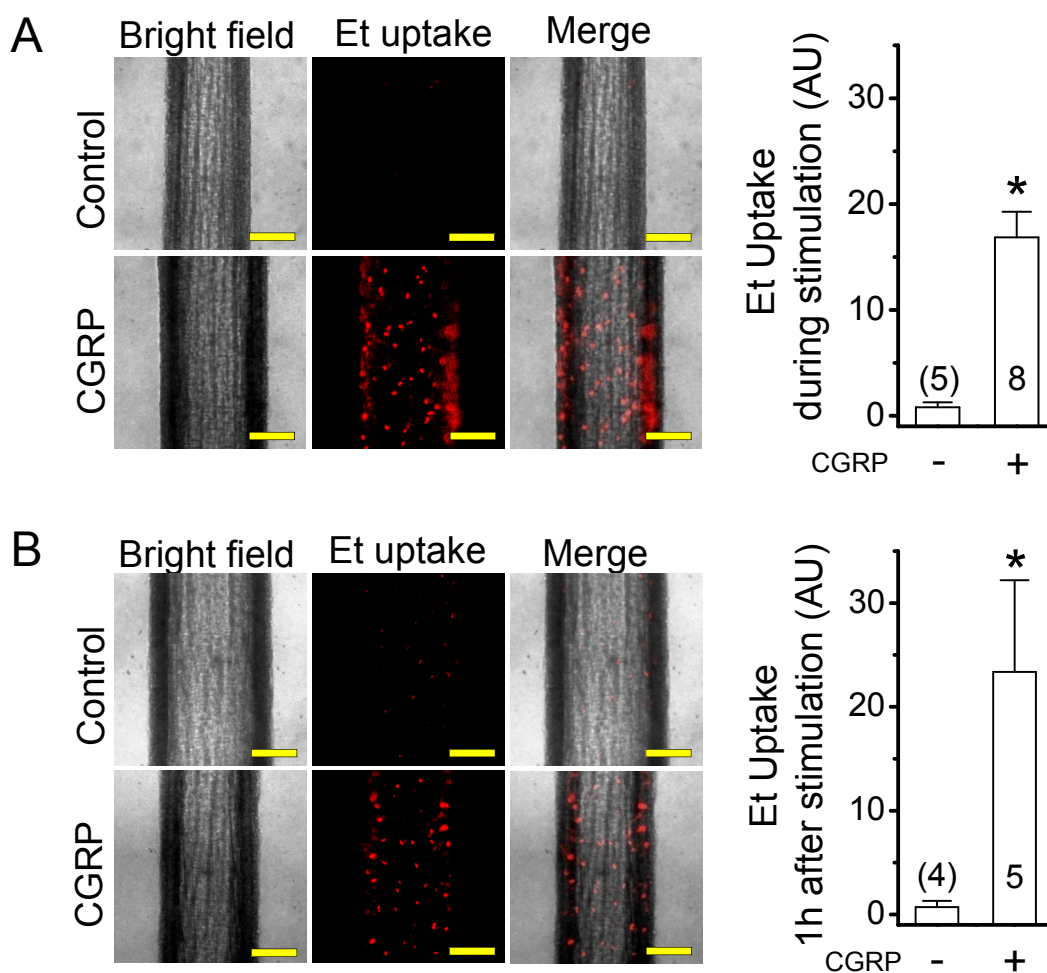 A
Bright field Et uptake Merge
Control
CGRP
Et Uptake
during stimulation (AU)
30
20
10
0
*
(5)
8
CGRP - +
B
Bright field Et uptake Merge
Control
CGRP
Et Uptake
1h after stimulation (AU)
30
20
10
0
*
(4)
5
CGRP - +